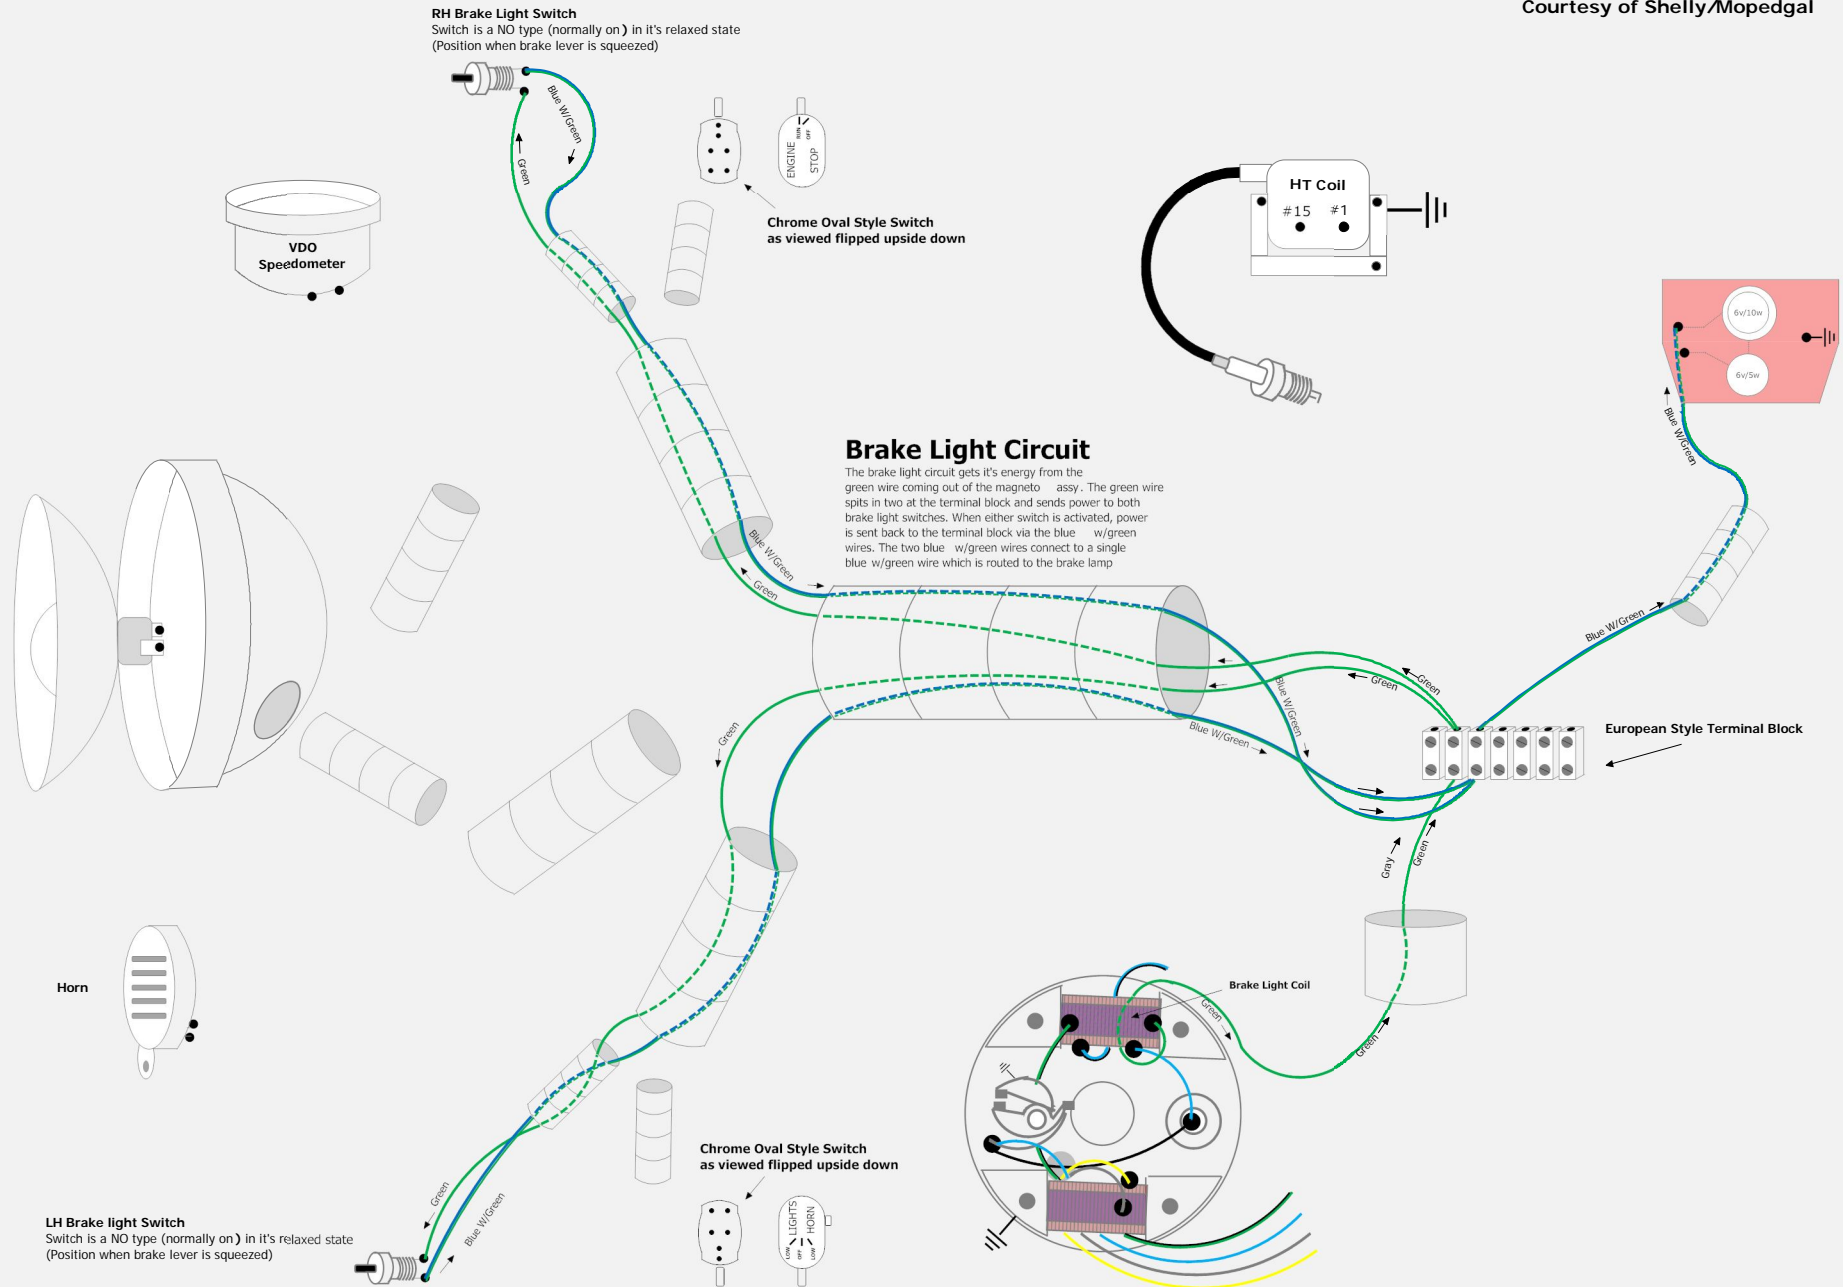 Courtesy of Shelly/Mopedgal
RH Brake Light Switch
Switch is a NO type (normally on) in it's relaxed state
(Position when brake lever is squeezed)
Blue W/Green
Green
ENGINE
STOP
RUN
OFF
Chrome Oval Style Switch
as viewed flipped upside down
VDO
Speedometer
HT Coil
#15 #1
6v/10w
6v/5w
Blue W/Green
Brake Light Circuit
The brake light circuit gets it's energy from the
green wire coming out of the magneto assy. The green wire
spits in two at the terminal block and sends power to both
brake light switches. When either switch is activated, power
is sent back to the terminal block via the blue w/green
wires. The two blue w/green wires connect to a single
blue w/green wire which is routed to the brake lamp
Blue W/Green
Green
Blue W/Green
Green
Green
Blue W/Green
Blue W/Green
Green
European Style Terminal Block
Gray
Green
Horn
Brake Light Coil
Green
Green
Chrome Oval Style Switch
as viewed flipped upside down
LIGHTS
HORN
LOW
OFF
LOW
Green
Blue W/Green
LH Brake light Switch
Switch is a NO type (normally on) in it's relaxed state
(Position when brake lever is squeezed)